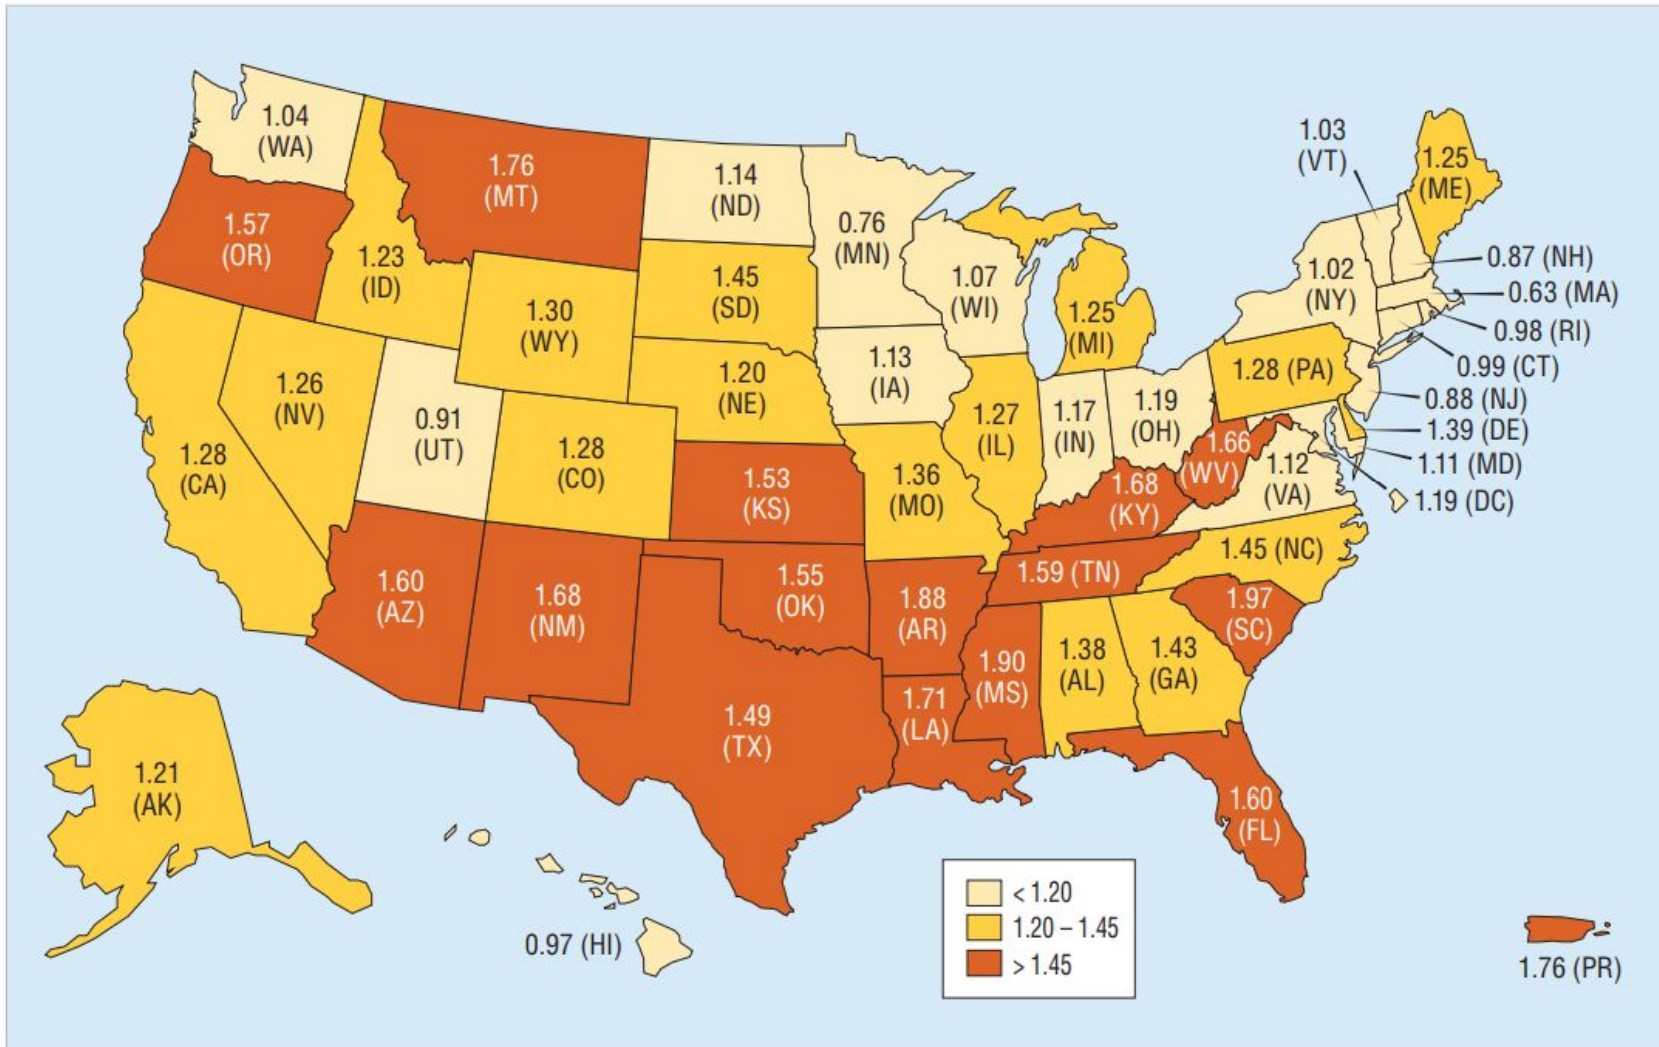 1.04
(WA)
1.57
(OR)
1.23
(ID)
1.76
(MT)
1.14
(ND)
0.76
(MN)
1.07
(WI)
1.25
(MI)
1.03
(VT)
1.25
(ME)
1.02
(NY)
0.87 (NH)
0.63 (MA)
0.98 (RI)
0.99 (CT)
0.88 (NJ)
1.39 (DE)
1.11 (MD)
1.19 (DC)
1.28 (PA)
1.45
(SD)
1.30
(WY)
1.20
(NE)
1.13
(IA)
1.27
(IL)
1.17
(IN)
1.19
(OH)
1.66
(WV)
1.12
(VA)
1.26
(NV)
0.91
(UT)
1.28
(CA)
1.28
(CO)
1.53
(KS)
1.36
(MO)
1.68
(KY)
1.45 (NC)
1.59 (TN)
1.60
(AZ)
1.68
(NM)
1.55
(OK)
1.88
(AR)
1.97
(SC)
1.90
(MS)
1.38
(AL)
1.43
(GA)
1.71
(LA)
1.49
(TX)
1.60
(FL)
1.21
(AK)
0.97 (HI)
< 1.20
1.20 – 1.45
> 1.45
1.76 (PR)